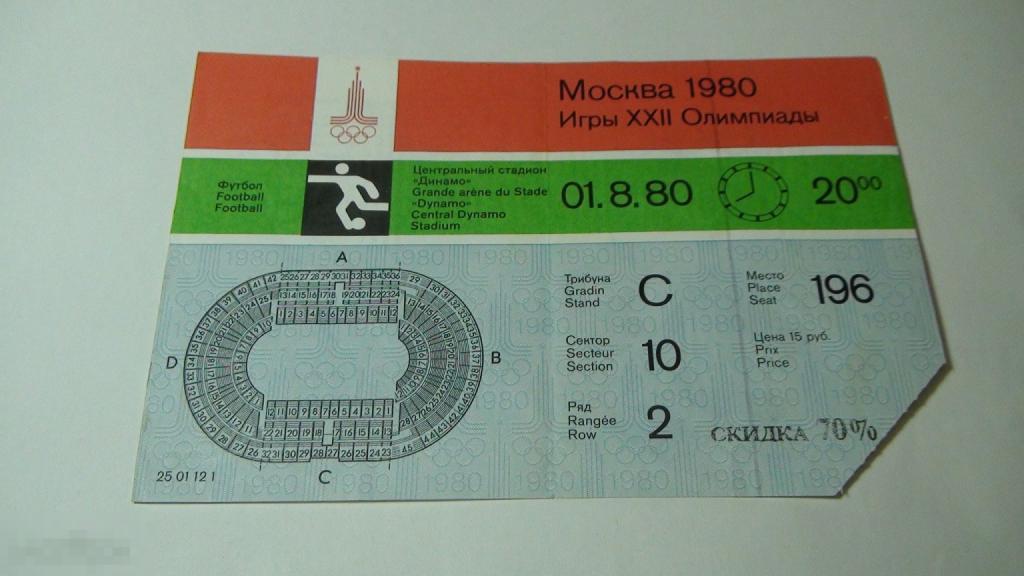 Москва 1980
Игры XXII Олимпиады
Футбол
Football
Football
Центральный стадион
«Динамо»
Grande arène du Stade
"Dynamo"
Central Dynamo
Stadium
01.8.80
20⁰⁰
Трибуна
Gradin
Stand
C
Место
Place
Seat
196
Сектор
Secteur
Section
10
Цена 15 руб.
Prix
Price
Ряд
Rangée
Row
2
СКИДКА 70%
A
B
C
D
25 01 12 1